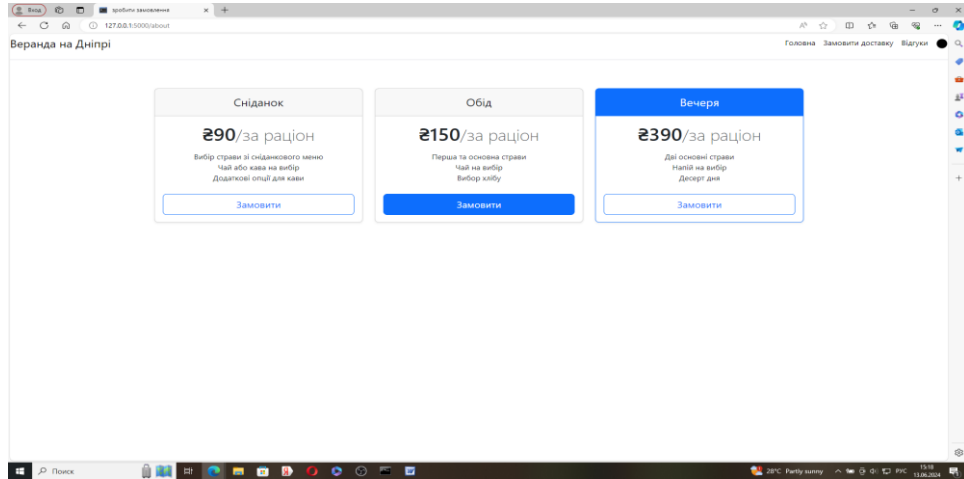 Вход
зробити замовлення
127.0.0.1:5000/about
Веранда на Дніпрі
Головна Замовити доставку Відгуки
Сніданок
₴90/за раціон
Вибір страви зі сніданкового меню
Чай або кава на вибір
Додаткові опції для кави
Замовити
Обід
₴150/за раціон
Перша та основна страви
Чай на вибір
Вибор хлібу
Замовити
Вечеря
₴390/за раціон
Дві основні страви
Напій на вибір
Десерт дня
Замовити
Поиск
28°C Partly sunny
РУС
15:18
13.06.2024